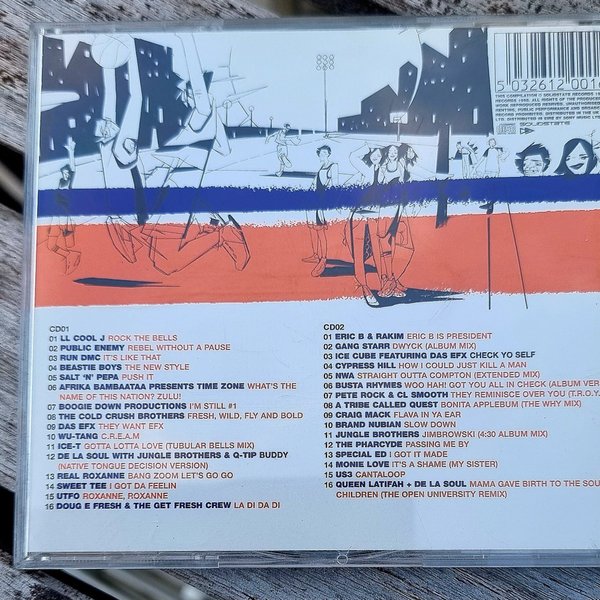 5 032612 001
THIS COMPILATION © SOLIDSTATE RECORDS
LTD. DISTRIBUTED IN EIRE BY SONY MUSIC
SOLIDSTATE
CD01
01 LL COOL J ROCK THE BELLS
02 PUBLIC ENEMY REBEL WITHOUT A PAUSE
03 RUN DMC IT'S LIKE THAT
04 BEASTIE BOYS THE NEW STYLE
05 SALT 'N' PEPA PUSH IT
06 AFRIKA BAMBAATAA PRESENTS TIME ZONE WHAT'S THE
NAME OF THIS NATION? ZULU!
07 BOOGIE DOWN PRODUCTIONS I'M STILL #1
08 THE COLD CRUSH BROTHERS FRESH, WILD, FLY AND BOLD
09 DAS EFX THEY WANT EFX
10 WU-TANG C.R.E.A.M
11 ICE-T GOTTA LOTTA LOVE (TUBULAR BELLS MIX)
12 DE LA SOUL WITH JUNGLE BROTHERS & Q-TIP BUDDY
(NATIVE TONGUE DECISION VERSION)
13 REAL ROXANNE BANG ZOOM LET'S GO GO
14 SWEET TEE I GOT DA FEELIN
15 UTFO ROXANNE, ROXANNE
16 DOUG E FRESH & THE GET FRESH CREW LA DI DA DI
CD02
01 ERIC B & RAKIM ERIC B IS PRESIDENT
02 GANG STARR DWYCK (ALBUM MIX)
03 ICE CUBE FEATURING DAS EFX CHECK YO SELF
04 CYPRESS HILL HOW I COULD JUST KILL A MAN
05 NWA STRAIGHT OUTTA COMPTON (EXTENDED MIX)
06 BUSTA RHYMES WOO HAH! GOT YOU ALL IN CHECK (ALBUM VER
07 PETE ROCK & CL SMOOTH THEY REMINISCE OVER YOU (T.R.O.Y.
08 A TRIBE CALLED QUEST BONITA APPLEBUM (THE WHY MIX)
09 CRAIG MACK FLAVA IN YA EAR
10 BRAND NUBIAN SLOW DOWN
11 JUNGLE BROTHERS JIMBROWSKI (4:30 ALBUM MIX)
12 THE PHARCYDE PASSING ME BY
13 SPECIAL ED I GOT IT MADE
14 MONIE LOVE IT'S A SHAME (MY SISTER)
15 US3 CANTALOOP
16 QUEEN LATIFAH + DE LA SOUL MAMA GAVE BIRTH TO THE SOU
CHILDREN (THE OPEN UNIVERSITY REMIX)